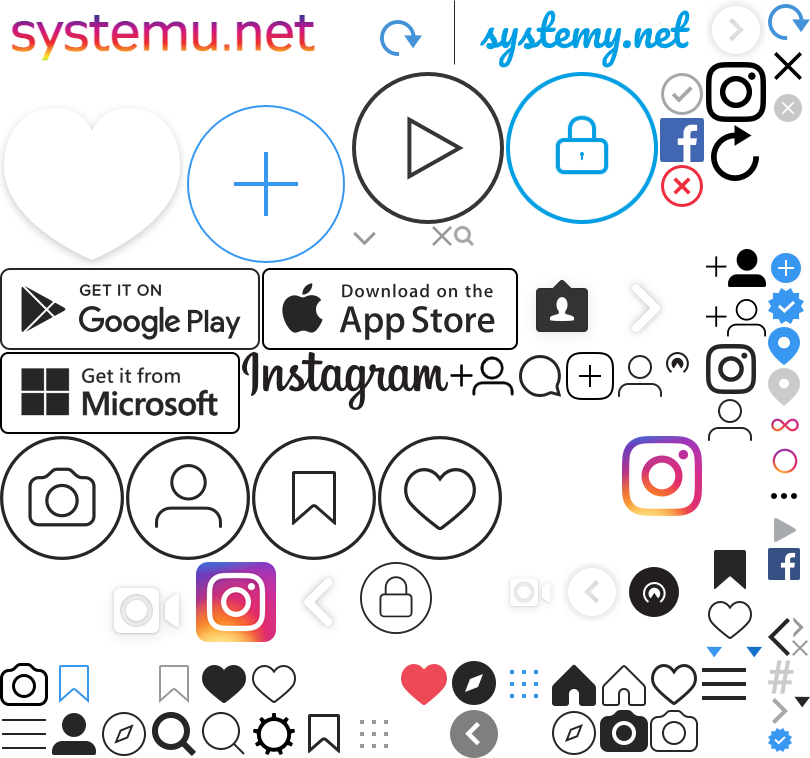 systemu.net
systemy.net
GET IT ON
Google Play
Download on the
App Store
Get it from
Microsoft
Instagram